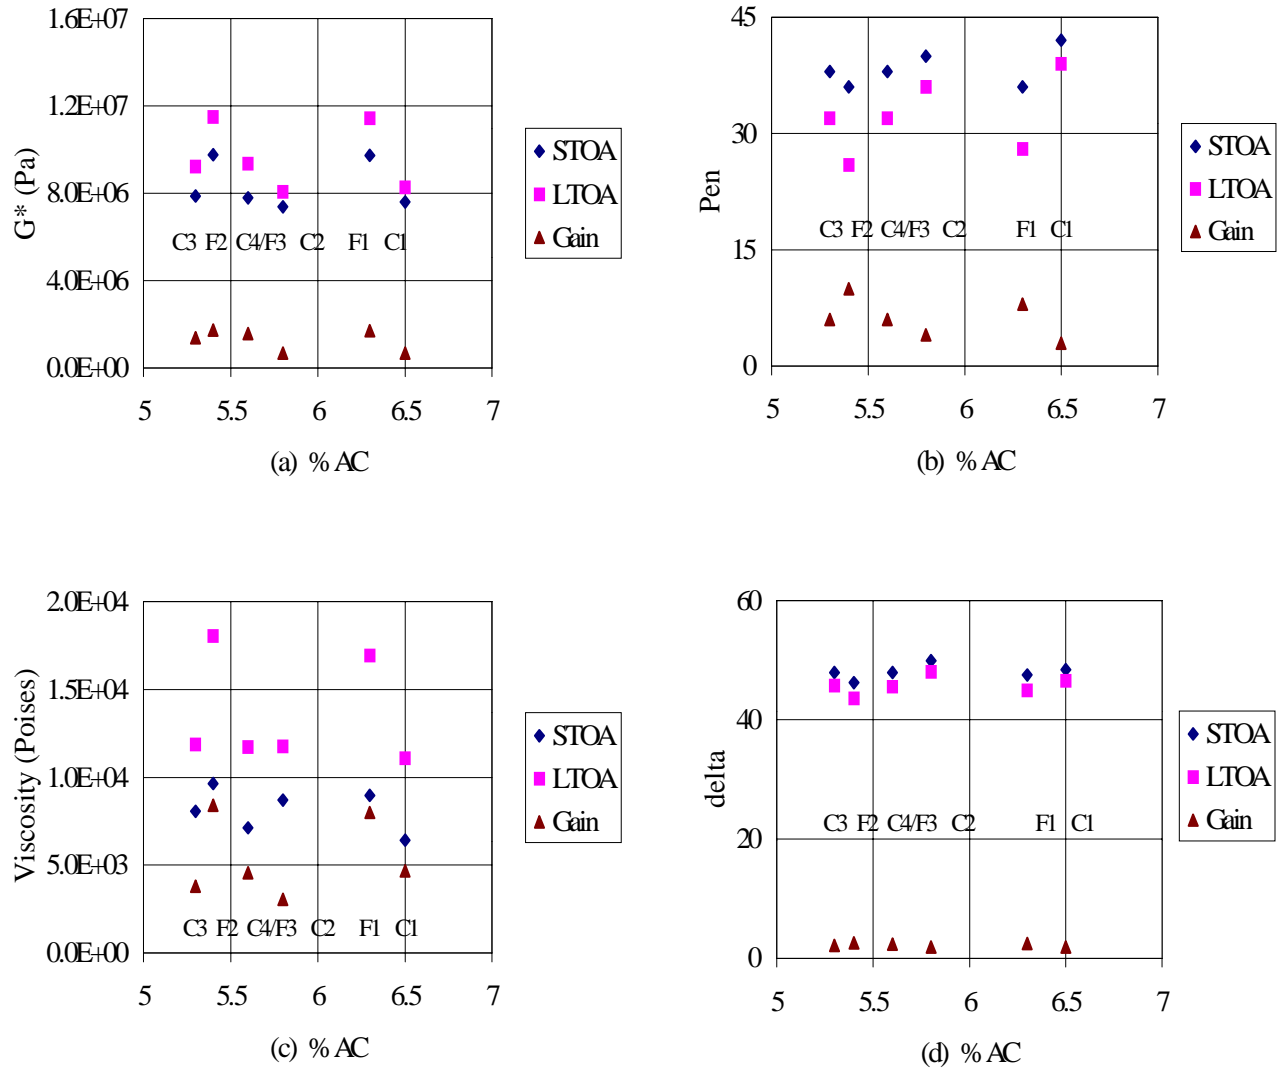 1.6E+07
1.2E+07
8.0E+06
4.0E+06
0.0E+00
G* (Pa)
C3 F2 C4/F3 C2 F1 C1
5 5.5 6 6.5 7
(a) % AC
STOA
LTOA
Gain
45
30
15
0
Pen
C3 F2 C4/F3 C2 F1 C1
5 5.5 6 6.5 7
(b) % AC
STOA
LTOA
Gain
2.0E+04
1.5E+04
1.0E+04
5.0E+03
0.0E+00
Viscosity (Poises)
C3 F2 C4/F3 C2 F1 C1
5 5.5 6 6.5 7
(c) % AC
STOA
LTOA
Gain
60
40
20
0
delta
C3 F2 C4/F3 C2 F1 C1
5 5.5 6 6.5 7
(d) % AC
STOA
LTOA
Gain